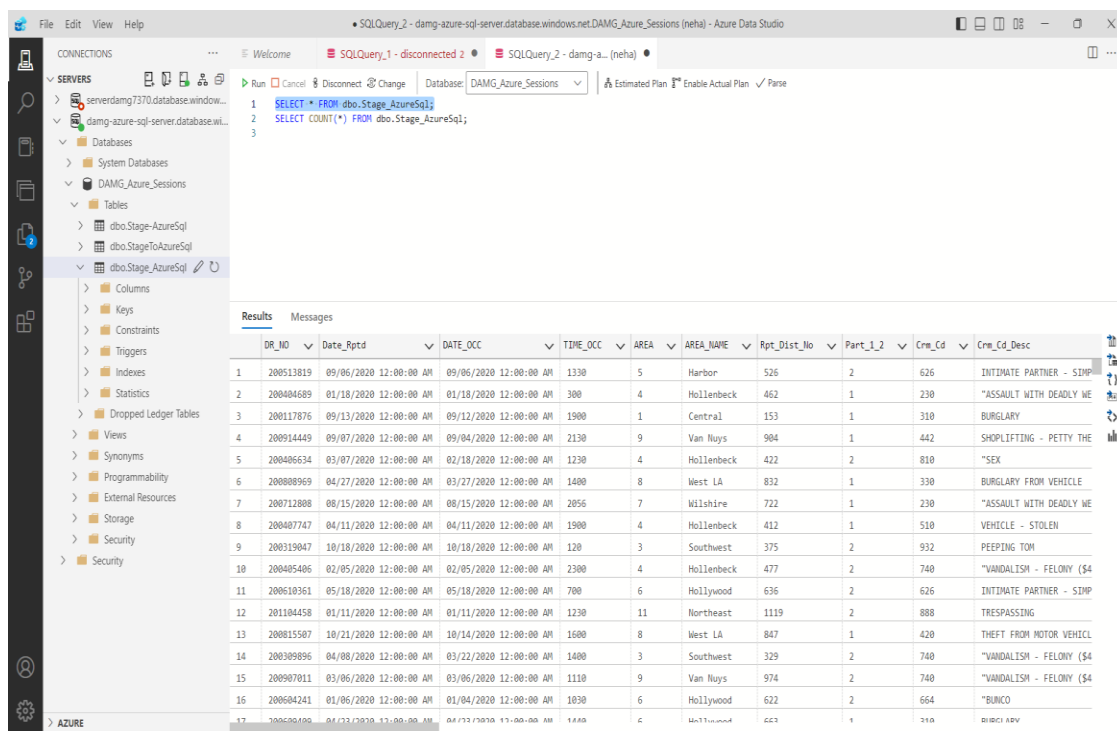 File Edit View Help
● SQLQuery_2 - damg-azure-sql-server.database.windows.net.DAMG_Azure_Sessions (neha) - Azure Data Studio
CONNECTIONS ...
SERVERS
serverdamg7370.database.window...
damg-azure-sql-server.database.wi...
Databases
System Databases
DAMG_Azure_Sessions
Tables
dbo.Stage-AzureSql
dbo.StageToAzureSql
dbo.Stage_AzureSql
Columns
Keys
Constraints
Triggers
Indexes
Statistics
Dropped Ledger Tables
Views
Synonyms
Programmability
External Resources
Storage
Security
Security
2
AZURE
Welcome SQLQuery_1 - disconnected 2 ● SQLQuery_2 - damg-a... (neha) ●
Run Cancel Disconnect Change Database: DAMG_Azure_Sessions Estimated Plan Enable Actual Plan Parse
1 SELECT * FROM dbo.Stage_AzureSql;
2 SELECT COUNT(*) FROM dbo.Stage_AzureSql;
3
Results Messages
DR_NO Date_Rptd DATE_OCC TIME_OCC AREA AREA_NAME Rpt_Dist_No Part_1_2 Crm_Cd Crm_Cd_Desc
1 200513819 09/06/2020 12:00:00 AM 09/06/2020 12:00:00 AM 1330 5 Harbor 526 2 626 INTIMATE PARTNER - SIMP
2 200404689 01/18/2020 12:00:00 AM 01/18/2020 12:00:00 AM 300 4 Hollenbeck 462 1 230 "ASSAULT WITH DEADLY WE
3 200117876 09/13/2020 12:00:00 AM 09/12/2020 12:00:00 AM 1900 1 Central 153 1 310 BURGLARY
4 200914449 09/07/2020 12:00:00 AM 09/04/2020 12:00:00 AM 2130 9 Van Nuys 904 1 442 SHOPLIFTING - PETTY THE
5 200406634 03/07/2020 12:00:00 AM 02/18/2020 12:00:00 AM 1230 4 Hollenbeck 422 2 810 "SEX
6 200808969 04/27/2020 12:00:00 AM 03/27/2020 12:00:00 AM 1400 8 West LA 832 1 330 BURGLARY FROM VEHICLE
7 200712808 08/15/2020 12:00:00 AM 08/15/2020 12:00:00 AM 2056 7 Wilshire 722 1 230 "ASSAULT WITH DEADLY WE
8 200407747 04/11/2020 12:00:00 AM 04/11/2020 12:00:00 AM 1900 4 Hollenbeck 412 1 510 VEHICLE - STOLEN
9 200319047 10/18/2020 12:00:00 AM 10/18/2020 12:00:00 AM 120 3 Southwest 375 2 932 PEEPING TOM
10 200405406 02/05/2020 12:00:00 AM 02/05/2020 12:00:00 AM 2300 4 Hollenbeck 477 2 740 "VANDALISM - FELONY ($4
11 200610361 05/18/2020 12:00:00 AM 05/18/2020 12:00:00 AM 700 6 Hollywood 636 2 626 INTIMATE PARTNER - SIMP
12 201104458 01/11/2020 12:00:00 AM 01/11/2020 12:00:00 AM 1230 11 Northeast 1119 2 888 TRESPASSING
13 200815507 10/21/2020 12:00:00 AM 10/14/2020 12:00:00 AM 1600 8 West LA 847 1 420 THEFT FROM MOTOR VEHICL
14 200309896 04/08/2020 12:00:00 AM 03/22/2020 12:00:00 AM 1400 3 Southwest 329 2 740 "VANDALISM - FELONY ($4
15 200907011 03/06/2020 12:00:00 AM 03/06/2020 12:00:00 AM 1110 9 Van Nuys 974 2 740 "VANDALISM - FELONY ($4
16 200604241 01/06/2020 12:00:00 AM 01/04/2020 12:00:00 AM 1030 6 Hollywood 622 2 664 "BUNCO
17 04/23/2020 12:00:00 AM 04/23/2020 12:00:00 AM 1440 6 Hollywood 663 1 310 BURGLARY